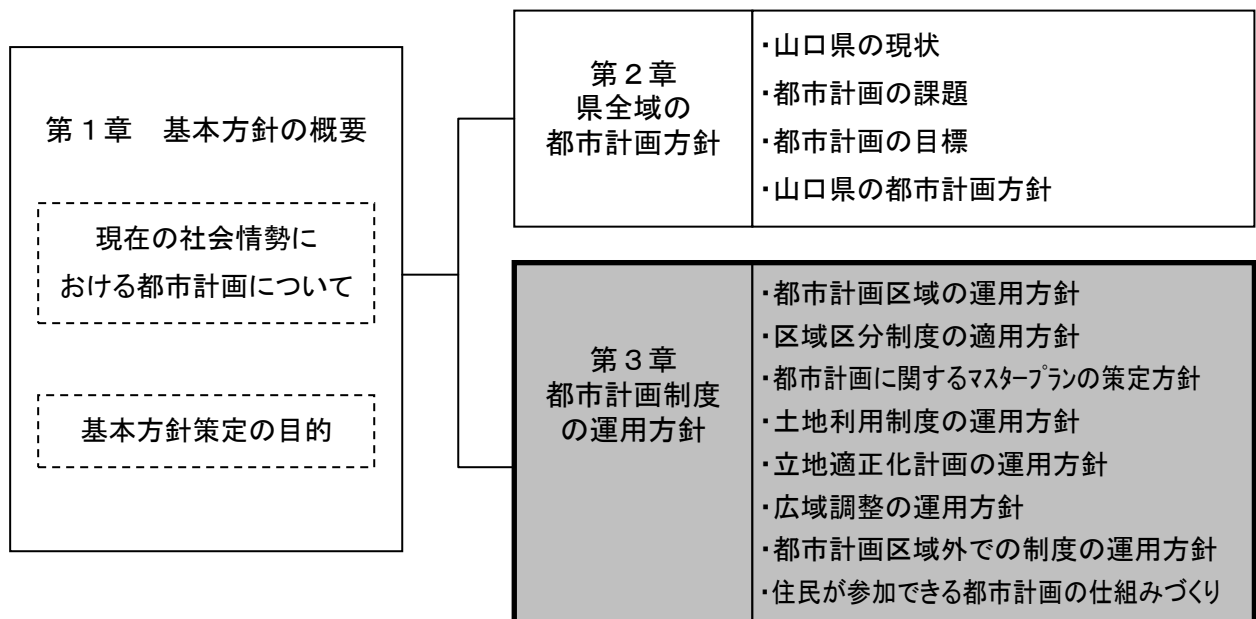 第１章　基本方針の概要
現在の社会情勢に
おける都市計画について
基本方針策定の目的
第２章
県全域の
都市計画方針
・山口県の現状
・都市計画の課題
・都市計画の目標
・山口県の都市計画方針
第３章
都市計画制度
の運用方針
・都市計画区域の運用方針
・区域区分制度の適用方針
・都市計画に関するﾏｽﾀｰﾌﾟﾗﾝの策定方針
・土地利用制度の運用方針
・立地適正化計画の運用方針
・広域調整の運用方針
・都市計画区域外での制度の運用方針
・住民が参加できる都市計画の仕組みづくり